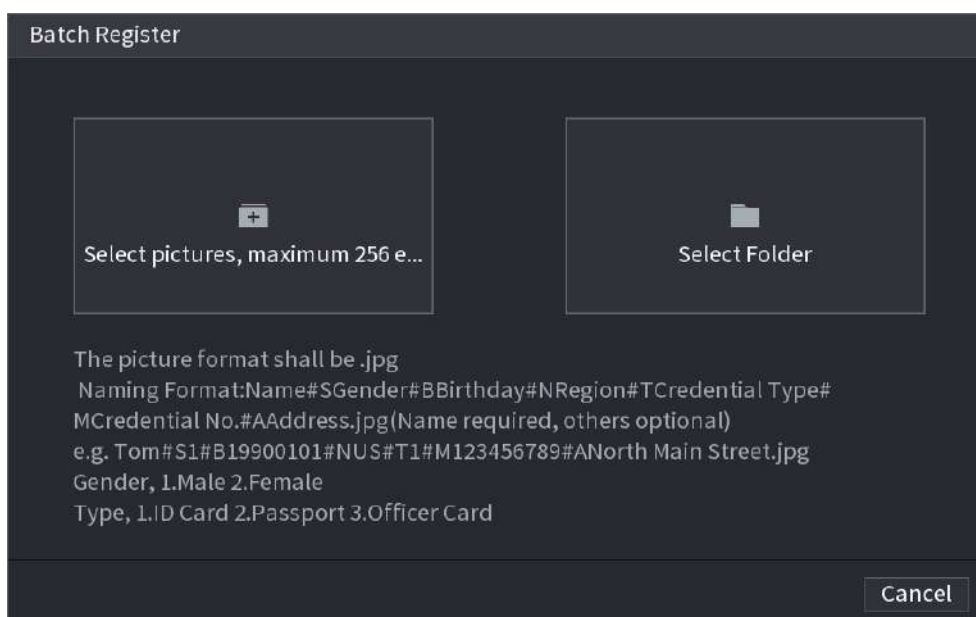 Batch Register
Select pictures, maximum 256 e...
Select Folder
The picture format shall be .jpg
Naming Format:Name#SGender#BBirthday#NRegion#TCredential Type#
MCredential No.#AAddress.jpg(Name required, others optional)
e.g. Tom#S1#B19900101#NUS#T1#M123456789#ANorth Main Street.jpg
Gender, 1.Male 2.Female
Type, 1.ID Card 2.Passport 3.Officer Card
Cancel